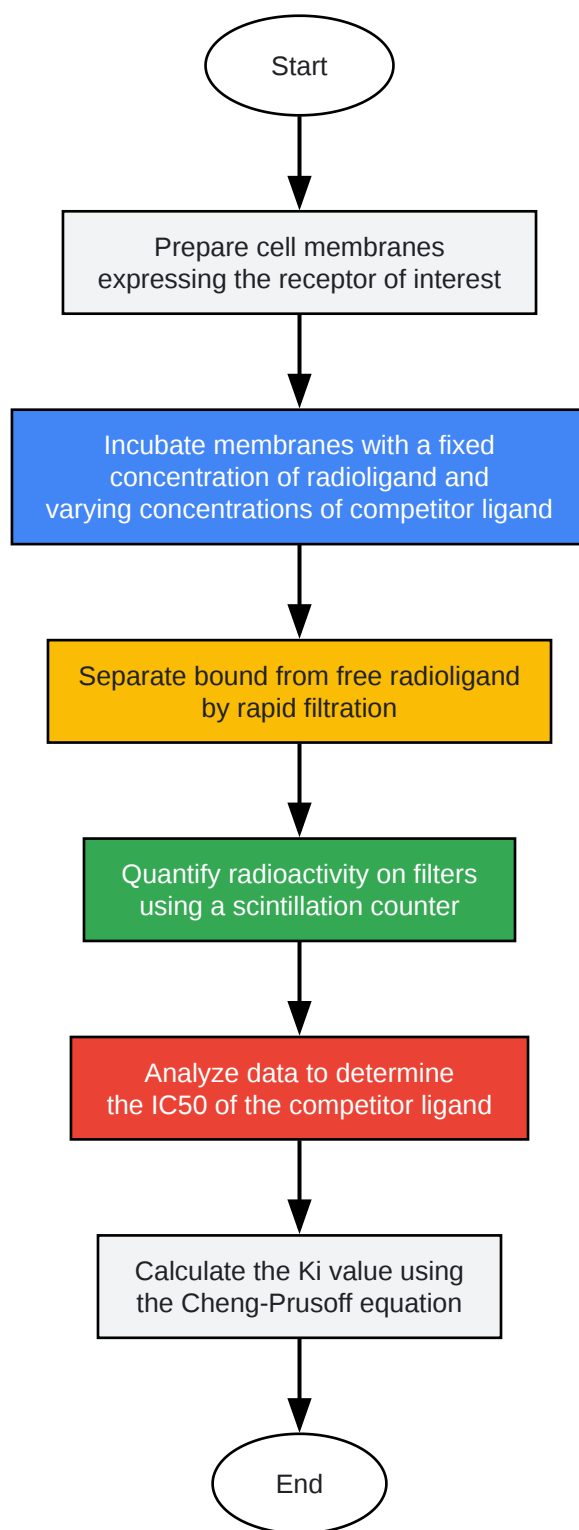 Start
Prepare cell membranes
expressing the receptor of interest
Incubate membranes with a fixed
concentration of radioligand and
varying concentrations of competitor ligand
Separate bound from free radioligand
by rapid filtration
Quantify radioactivity on filters
using a scintillation counter
Analyze data to determine
the IC50 of the competitor ligand
Calculate the Ki value using
the Cheng-Prusoff equation
End